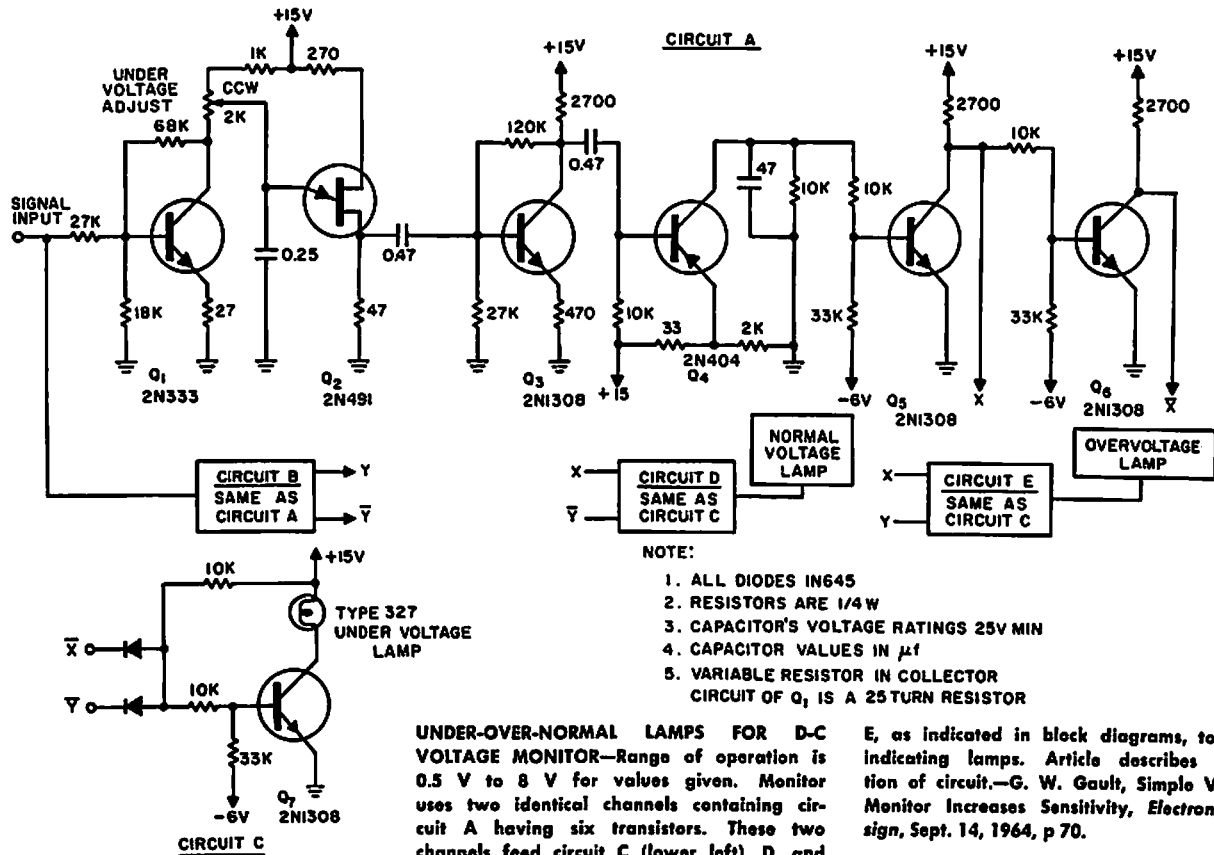 +15V
1K
270
CIRCUIT A
+15V
+15V
+15V
UNDER
VOLTAGE
ADJUST
CCW
2K
2700
2700
2700
68K
120K
0.47
10K
47
10K
10K
SIGNAL
INPUT
27K
0.25
0.47
18K
27
47
27K
470
10K
33
2K
33K
33K
Q1
2N333
Q2
2N491
Q3
2N1308
+15
2N404
Q4
-6V
Q5
2N1308
X
-6V
Q6
2N1308
X̅
CIRCUIT B
SAME AS
CIRCUIT A
Y
Y̅
X
Y̅
CIRCUIT D
SAME AS
CIRCUIT C
NORMAL
VOLTAGE
LAMP
X
Y
CIRCUIT E
SAME AS
CIRCUIT C
OVERVOLTAGE
LAMP
+15V
10K
TYPE 327
UNDER VOLTAGE
LAMP
X̅
Y̅
10K
33K
-6V
Q7
2N1308
CIRCUIT C
NOTE:
1. ALL DIODES IN645
2. RESISTORS ARE 1/4 W
3. CAPACITOR'S VOLTAGE RATINGS 25V MIN
4. CAPACITOR VALUES IN µf
5. VARIABLE RESISTOR IN COLLECTOR
CIRCUIT OF Q1 IS A 25 TURN RESISTOR
UNDER-OVER-NORMAL LAMPS FOR D-C
VOLTAGE MONITOR—Range of operation is
0.5 V to 8 V for values given. Monitor
uses two identical channels containing cir-
cuit A having six transistors. These two
channels feed circuit C (lower left), D, and
E, as indicated in block diagrams, to
indicating lamps. Article describes
tion of circuit.—G. W. Gault, Simple V
Monitor Increases Sensitivity, Electron
sign, Sept. 14, 1964, p 70.